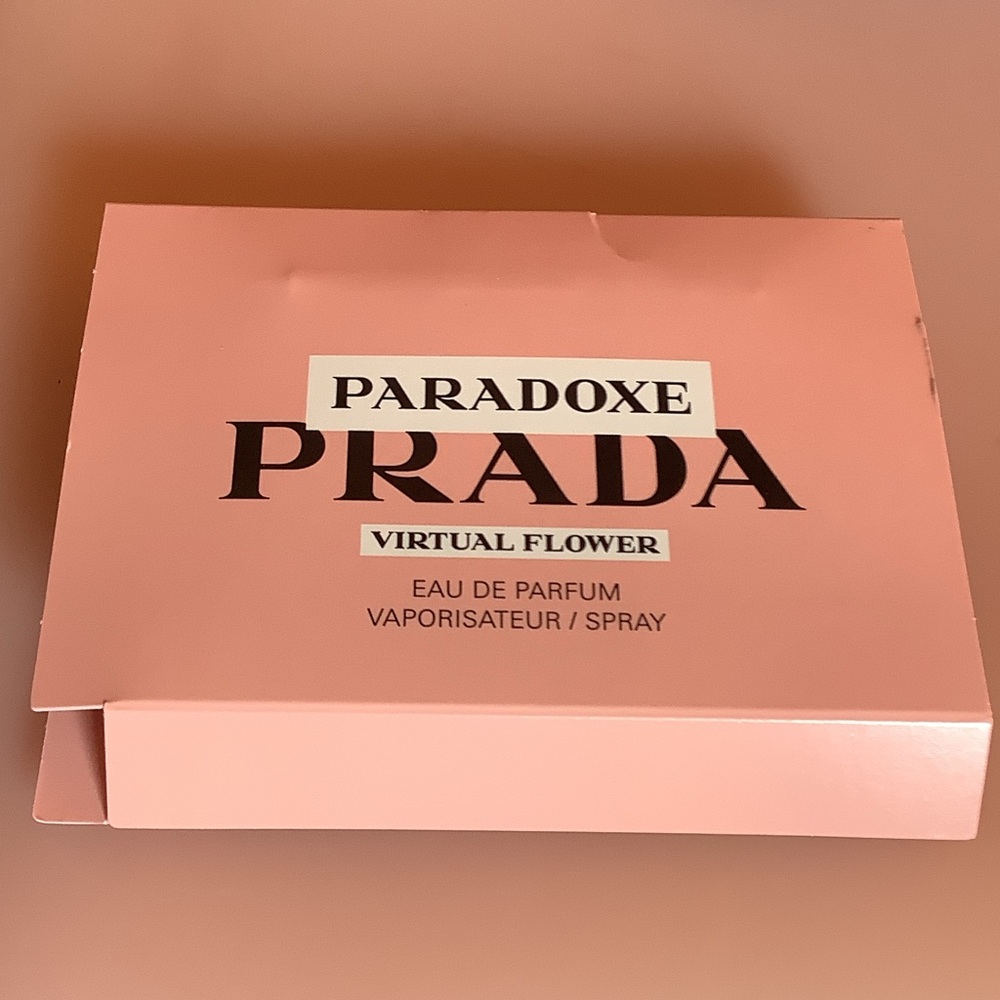 PARADOXE
PRADA
VIRTUAL FLOWER
EAU DE PARFUM
VAPORISATEUR / SPRAY